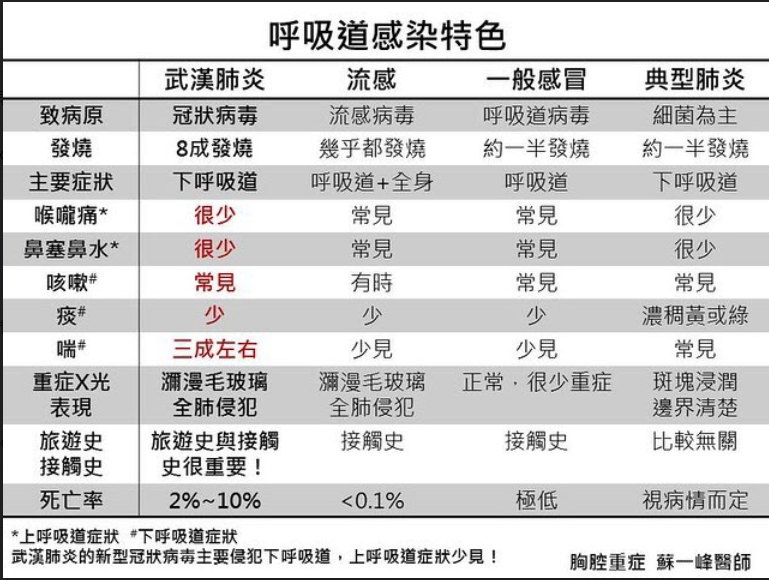 呼吸道感染特色
武漢肺炎 流感 一般感冒 典型肺炎
致病原 冠狀病毒 流感病毒 呼吸道病毒 細菌為主
發燒 8成發燒 幾乎都發燒 約一半發燒 約一半發燒
主要症狀 下呼吸道 呼吸道+全身 呼吸道 下呼吸道
喉嚨痛* 很少 常見 常見 很少
鼻塞鼻水* 很少 常見 常見 很少
咳嗽# 常見 有時 常見 常見
痰# 少 少 少 濃稠黃或綠
喘# 三成左右 少見 少見 常見
重症X光 瀰漫毛玻璃 瀰漫毛玻璃 正常，很少重症 斑塊浸潤
表現 全肺侵犯 全肺侵犯 邊界清楚
旅遊史 旅遊史與接觸 接觸史 接觸史 比較無關
接觸史 史很重要！
死亡率 2%~10% <0.1% 極低 視病情而定
*上呼吸道症狀 #下呼吸道症狀
武漢肺炎的新型冠狀病毒主要侵犯下呼吸道，上呼吸道症狀少見！
胸腔重症 蘇一峰醫師